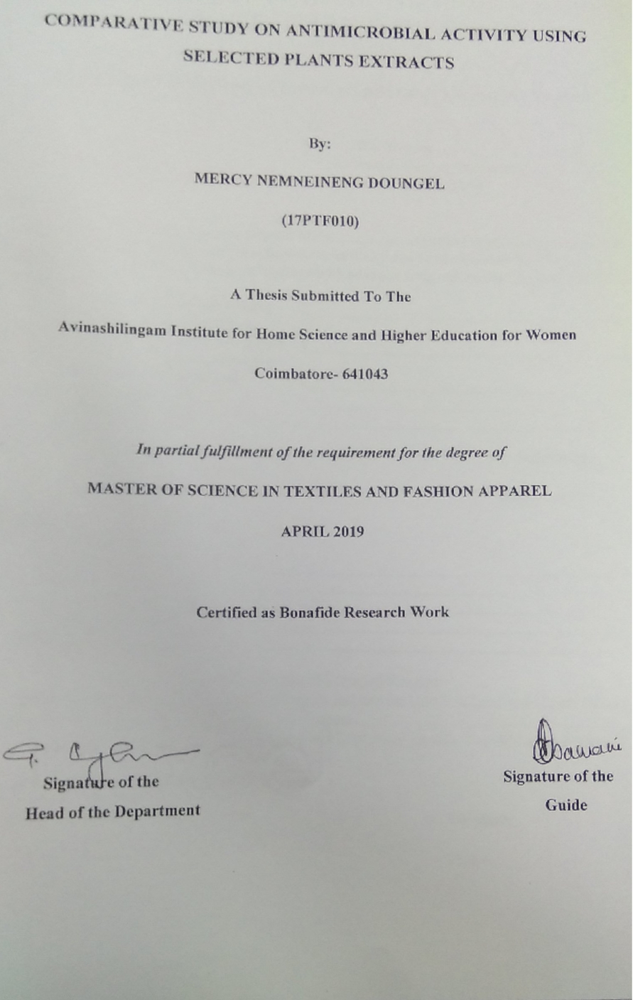 COMPARATIVE STUDY ON ANTIMICROBIAL ACTIVITY USING
SELECTED PLANTS EXTRACTS
By:
MERCY NEMNEINENG DOUNGEL
(17PTF010)
A Thesis Submitted To The
Avinashilingam Institute for Home Science and Higher Education for Women
Coimbatore- 641043
In partial fulfillment of the requirement for the degree of
MASTER OF SCIENCE IN TEXTILES AND FASHION APPAREL
APRIL 2019
Certified as Bonafide Research Work
Signature of the
Head of the Department
Signature of the
Guide